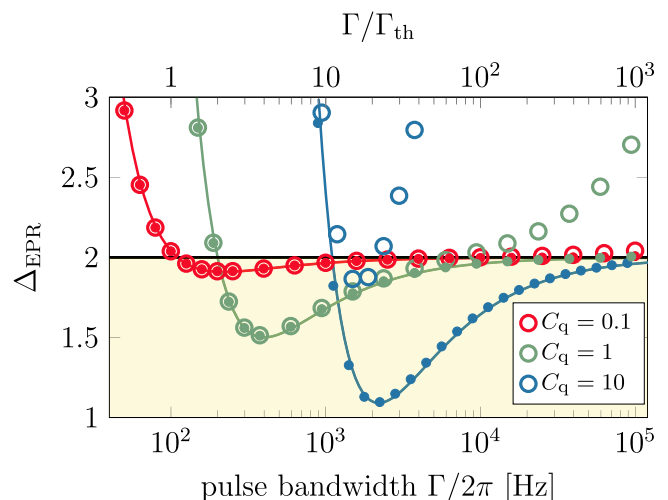 Γ/Γ_th
1 10 10² 10³
3
2.5
2
1.5
1
Δ_EPR
C_q = 0.1
C_q = 1
C_q = 10
10² 10³ 10⁴ 10⁵
pulse bandwidth Γ/2π [Hz]